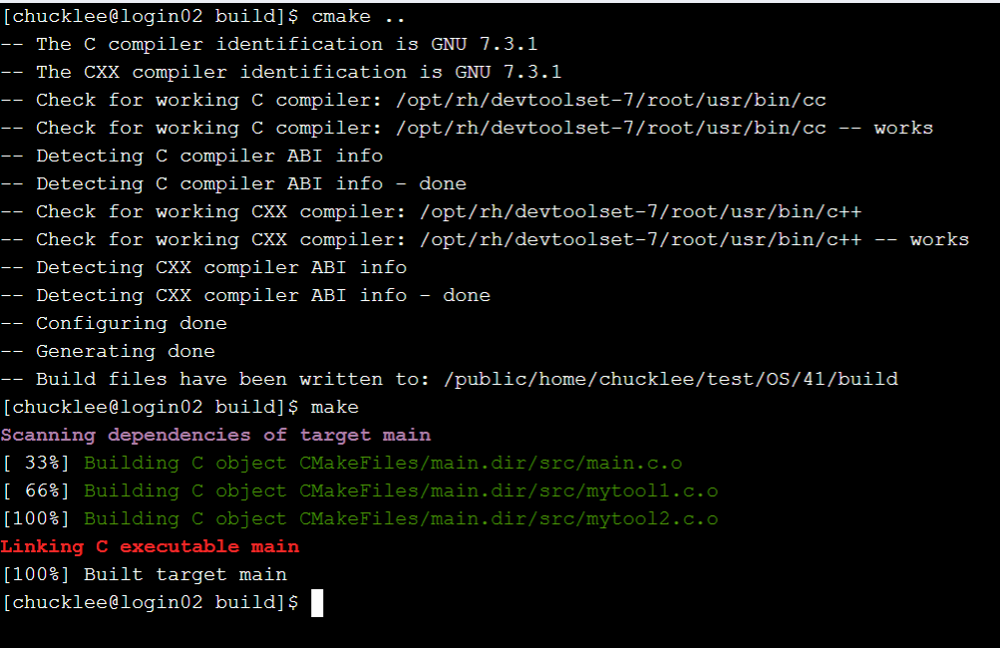 [chucklee@login02 build]$ cmake ..
-- The C compiler identification is GNU 7.3.1
-- The CXX compiler identification is GNU 7.3.1
-- Check for working C compiler: /opt/rh/devtoolset-7/root/usr/bin/cc
-- Check for working C compiler: /opt/rh/devtoolset-7/root/usr/bin/cc -- works
-- Detecting C compiler ABI info
-- Detecting C compiler ABI info - done
-- Check for working CXX compiler: /opt/rh/devtoolset-7/root/usr/bin/c++
-- Check for working CXX compiler: /opt/rh/devtoolset-7/root/usr/bin/c++ -- works
-- Detecting CXX compiler ABI info
-- Detecting CXX compiler ABI info - done
-- Configuring done
-- Generating done
-- Build files have been written to: /public/home/chucklee/test/OS/41/build
[chucklee@login02 build]$ make
Scanning dependencies of target main
[ 33%] Building C object CMakeFiles/main.dir/src/main.c.o
[ 66%] Building C object CMakeFiles/main.dir/src/mytool1.c.o
[100%] Building C object CMakeFiles/main.dir/src/mytool2.c.o
Linking C executable main
[100%] Built target main
[chucklee@login02 build]$